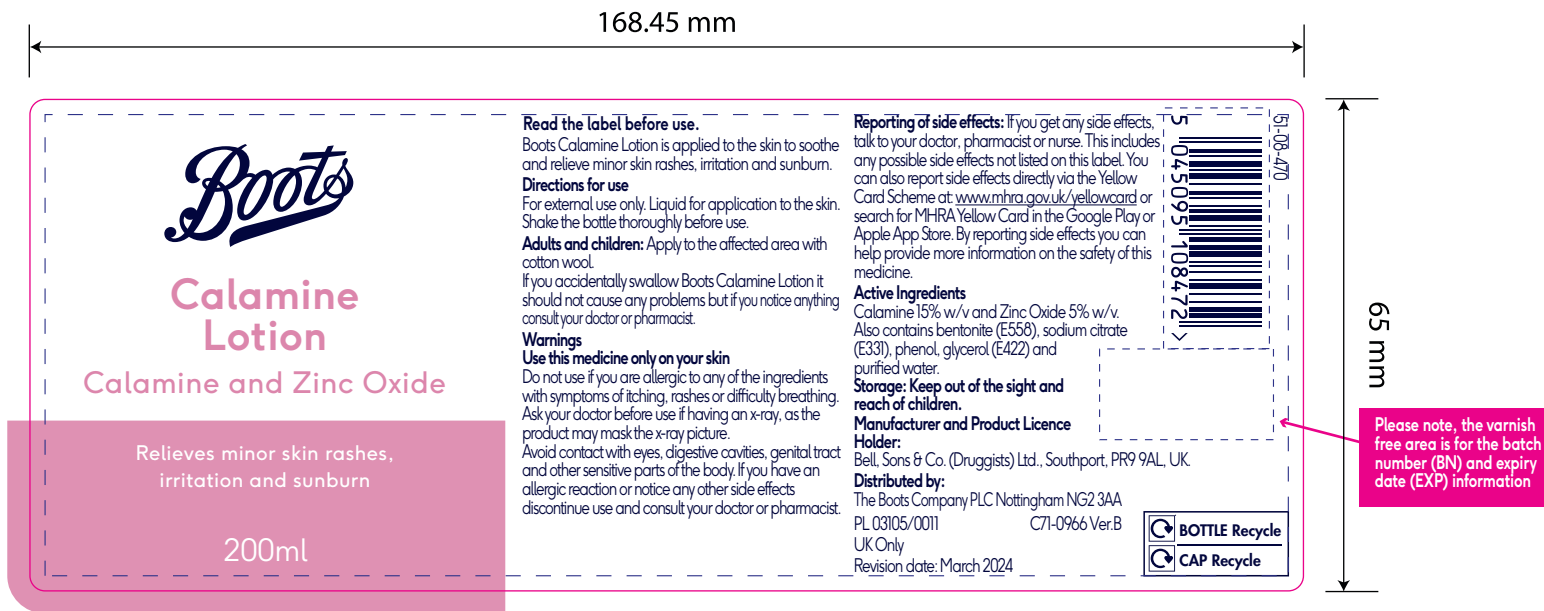 168.45 mm
Boots
Calamine
Lotion
Calamine and Zinc Oxide
Relieves minor skin rashes,
irritation and sunburn
200ml
Read the label before use.
Boots Calamine Lotion is applied to the skin to soothe
and relieve minor skin rashes, irritation and sunburn.
Directions for use
For external use only. Liquid for application to the skin.
Shake the bottle thoroughly before use.
Adults and children: Apply to the affected area with
cotton wool.
If you accidentally swallow Boots Calamine Lotion it
should not cause any problems but if you notice anything
consult your doctor or pharmacist.
Warnings
Use this medicine only on your skin
Do not use if you are allergic to any of the ingredients
with symptoms of itching, rashes or difficulty breathing.
Ask your doctor before use if having an x-ray, as the
product may mask the x-ray picture.
Avoid contact with eyes, digestive cavities, genital tract
and other sensitive parts of the body. If you have an
allergic reaction or notice any other side effects
discontinue use and consult your doctor or pharmacist.
Reporting of side effects: If you get any side effects,
talk to your doctor, pharmacist or nurse. This includes
any possible side effects not listed on this label. You
can also report side effects directly via the Yellow
Card Scheme at: www.mhra.gov.uk/yellowcard or
search for MHRA Yellow Card in the Google Play or
Apple App Store. By reporting side effects you can
help provide more information on the safety of this
medicine.
Active Ingredients
Calamine 15% w/v and Zinc Oxide 5% w/v.
Also contains bentonite (E558), sodium citrate
(E331), phenol, glycerol (E422) and
purified water.
Storage: Keep out of the sight and
reach of children.
Manufacturer and Product Licence
Holder:
Bell, Sons & Co. (Druggists) Ltd., Southport, PR9 9AL, UK.
Distributed by:
The Boots Company PLC Nottingham NG2 3AA
PL 03105/0011 C71-0966 Ver.B
UK Only
Revision date: March 2024
5 045095 108472 >
51-08-470
BOTTLE Recycle
CAP Recycle
65 mm
Please note, the varnish
free area is for the batch
number (BN) and expiry
date (EXP) information